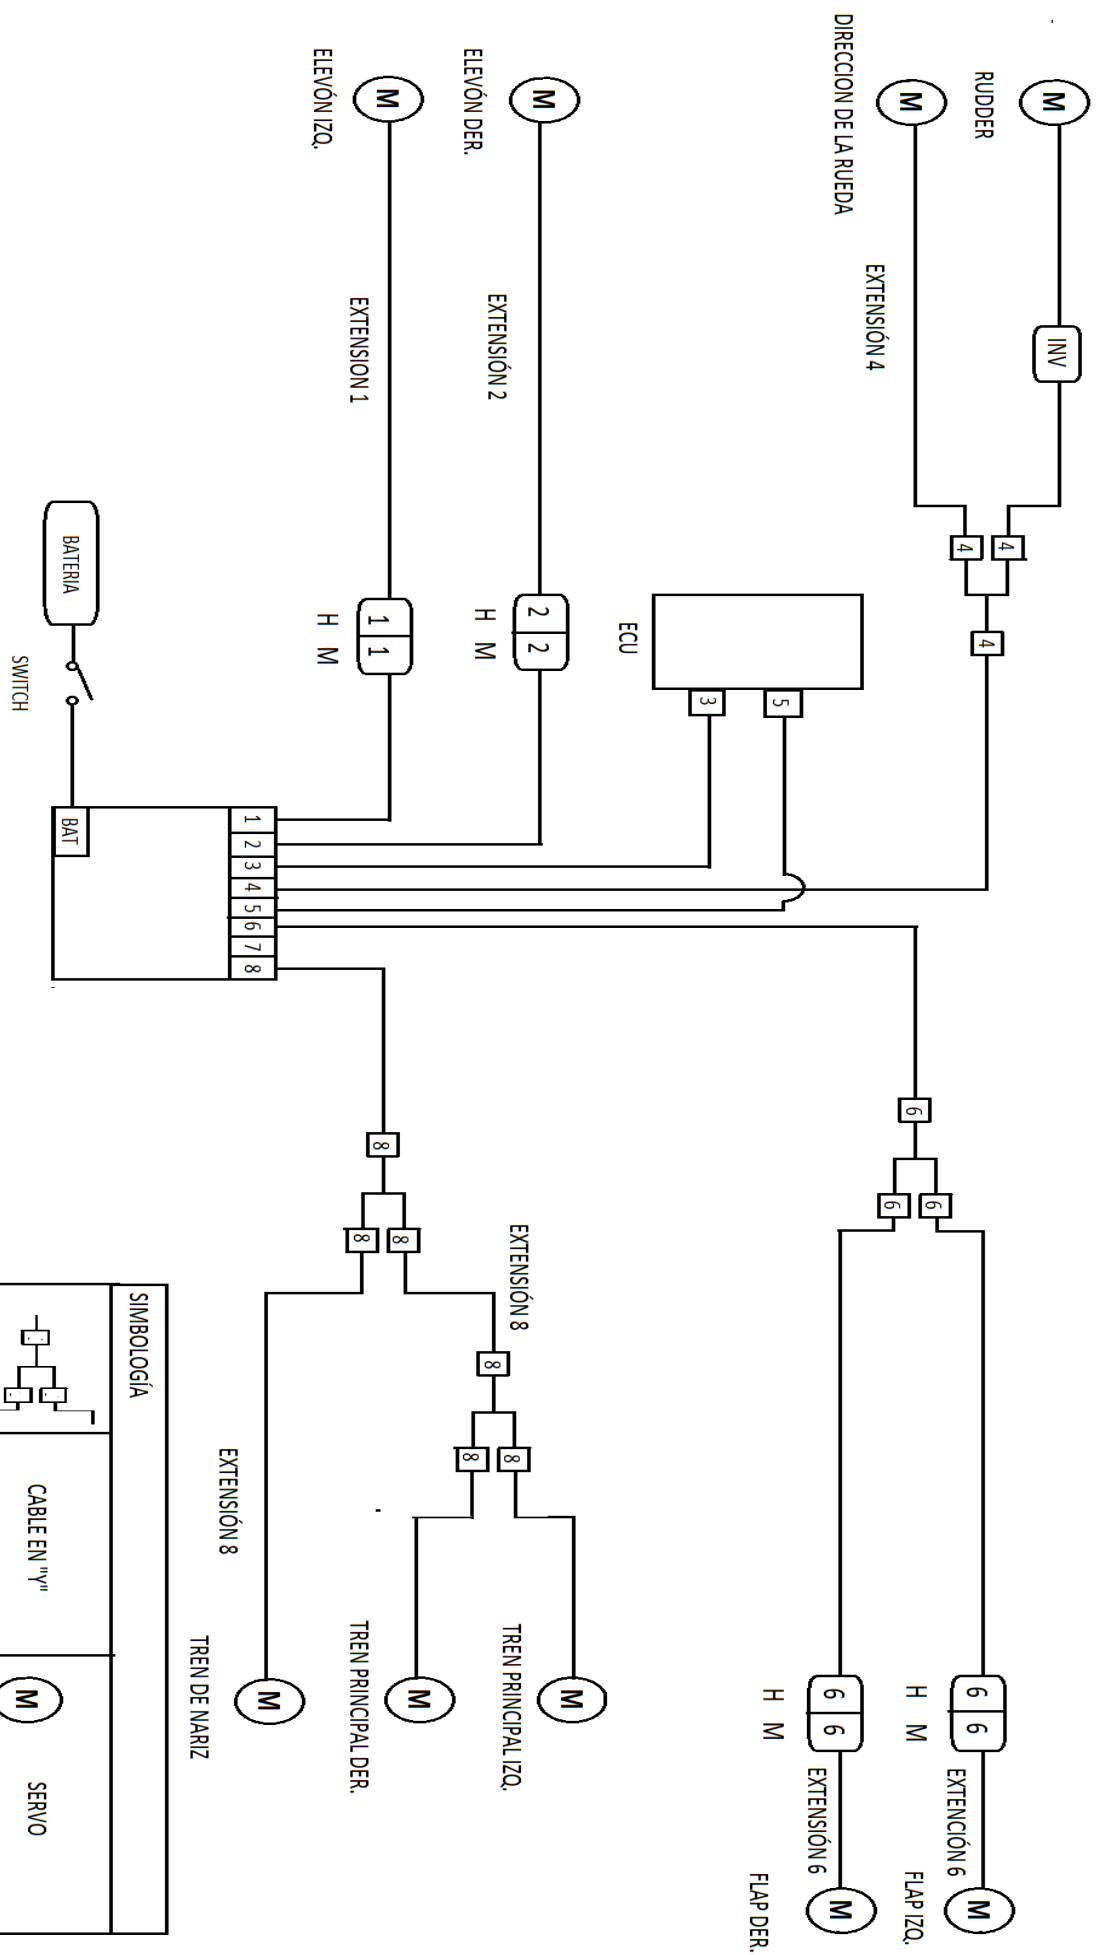 M
RUDDER
INV
M
DIRECCION DE LA RUEDA
EXTENSIÓN 4
4
4
4
6
6
6
6 6
H M
EXTENCIÓN 6
M
FLAP IZQ.
6 6
H M
EXTENSIÓN 6
M
FLAP DER.
ECU
5
3
M
ELEVÓN DER.
EXTENSIÓN 2
2 2
H M
M
ELEVÓN IZQ.
EXTENSION 1
1 1
H M
BATERIA
SWITCH
BAT
1
2
3
4
5
6
7
8
8
8
8
EXTENSIÓN 8
8
8
8
M
TREN PRINCIPAL IZQ.
M
TREN PRINCIPAL DER.
EXTENSIÓN 8
M
TREN DE NARIZ
SIMBOLOGÍA
CABLE EN "Y"
M
SERVO